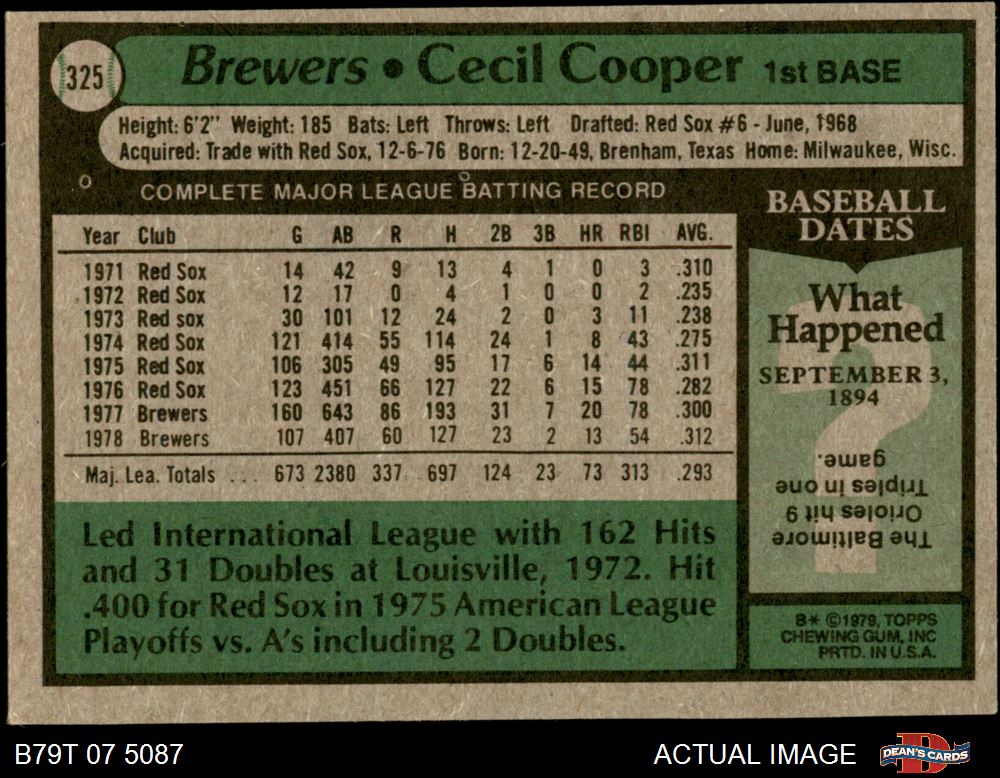 325
Brewers • Cecil Cooper 1st BASE
Height: 6'2" Weight: 185 Bats: Left Throws: Left Drafted: Red Sox #6 - June, 1968
Acquired: Trade with Red Sox, 12-6-76 Born: 12-20-49, Brenham, Texas Home: Milwaukee, Wisc.
COMPLETE MAJOR LEAGUE BATTING RECORD
Year Club G AB R H 2B 3B HR RBI AVG.
1971 Red Sox 14 42 9 13 4 1 0 3 .310
1972 Red Sox 12 17 0 4 1 0 0 2 .235
1973 Red sox 30 101 12 24 2 0 3 11 .238
1974 Red Sox 121 414 55 114 24 1 8 43 .275
1975 Red Sox 106 305 49 95 17 6 14 44 .311
1976 Red Sox 123 451 66 127 22 6 15 78 .282
1977 Brewers 160 643 86 193 31 7 20 78 .300
1978 Brewers 107 407 60 127 23 2 13 54 .312
Maj. Lea. Totals ... 673 2380 337 697 124 23 73 313 .293
Led International League with 162 Hits
and 31 Doubles at Louisville, 1972. Hit
.400 for Red Sox in 1975 American League
Playoffs vs. A's including 2 Doubles.
BASEBALL
DATES
What
Happened
SEPTEMBER 3,
1894
The Baltimore
Orioles hit 9
Triples in one
game.
B* ©1979, TOPPS
CHEWING GUM, INC
PRTD. IN U.S.A.
B79T 07 5087
ACTUAL IMAGE
DEAN'S CARDS